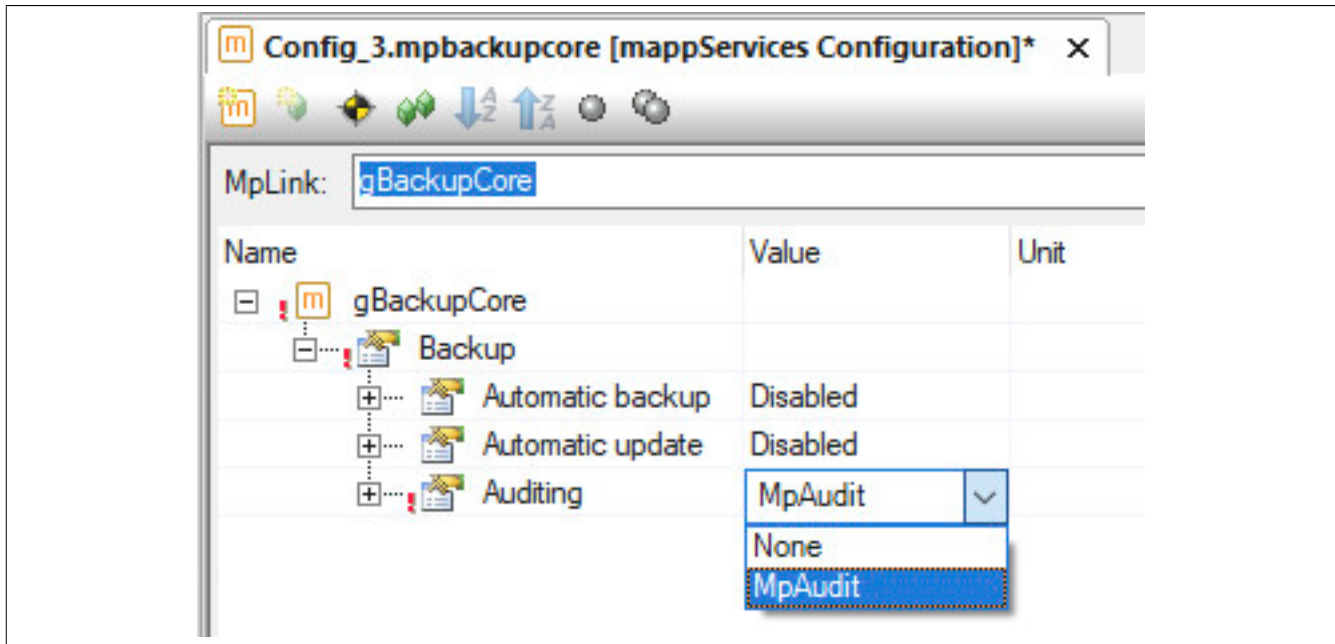 m Config_3.mpbackupcore [mappServices Configuration]* ×
m A Z Z A
MpLink: gBackupCore
Name Value Unit
! m gBackupCore
! Backup
Automatic backup Disabled
Automatic update Disabled
! Auditing MpAudit
None
MpAudit